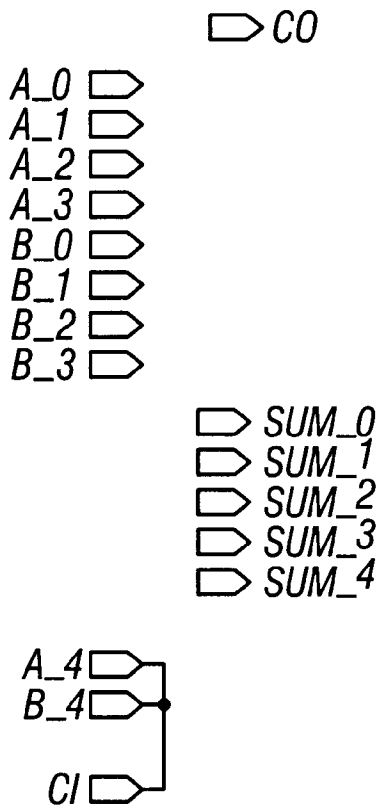 CO
A_0
A_1
A_2
A_3
B_0
B_1
B_2
B_3
SUM_0
SUM_1
SUM_2
SUM_3
SUM_4
A_4
B_4
CI